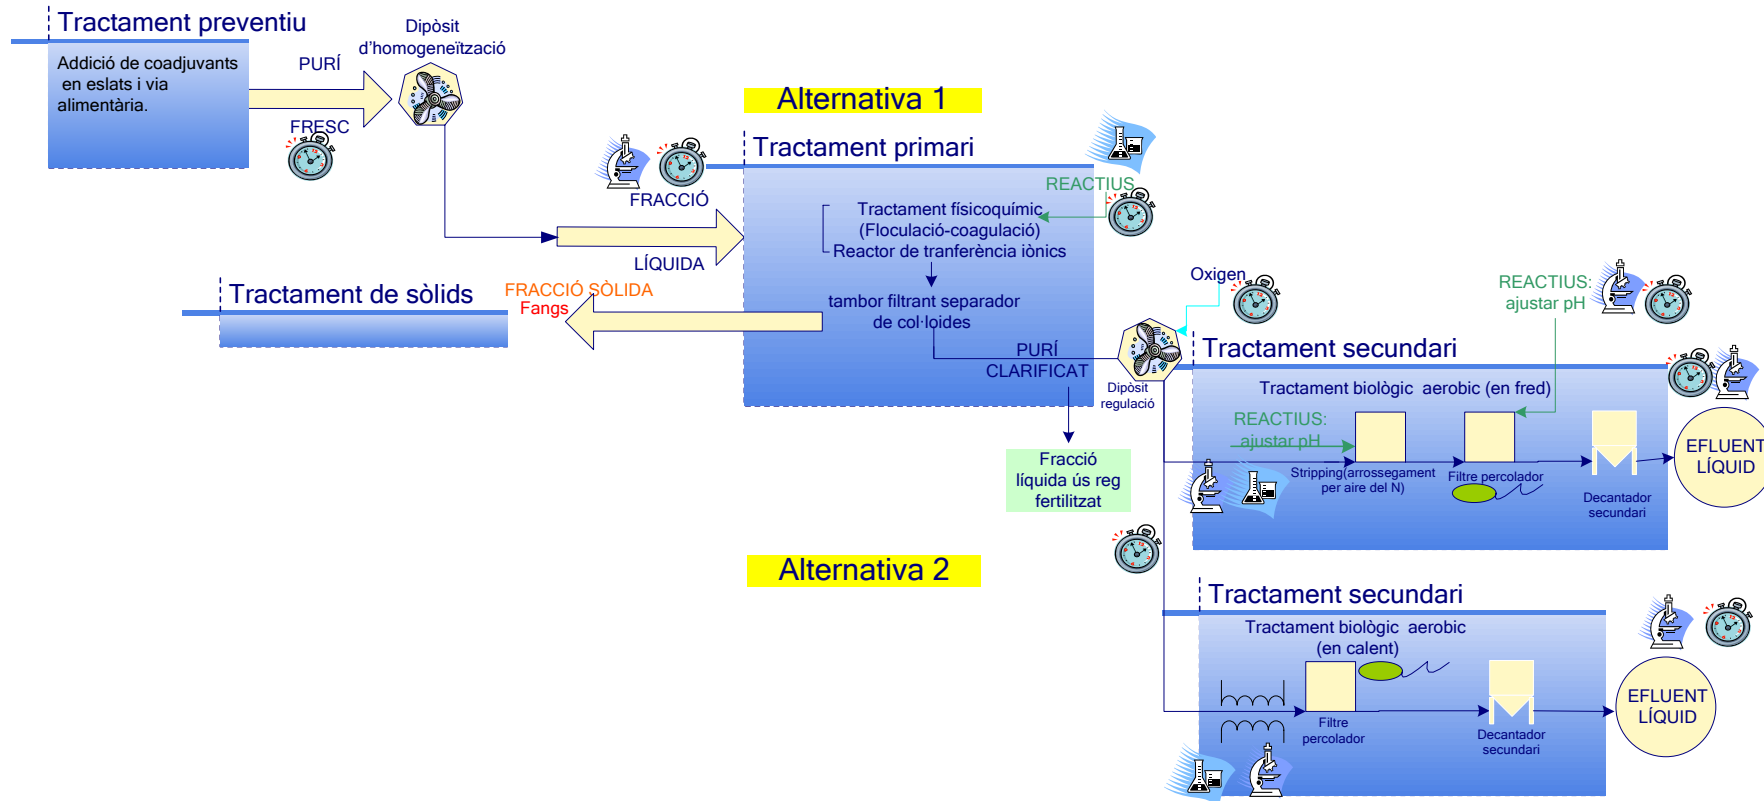 Tractament preventiu
Addició de coadjuvants
en eslats i via
alimentària.
PURÍ
FRESC
Dipòsit
d'homogeneïtzació
Alternativa 1
Tractament primari
FRACCIÓ
LÍQUIDA
REACTIUS
Tractament físicoquímic
(Floculació-coagulació)
Reactor de tranferència iònics
tambor filtrant separador
de col·loides
Tractament de sòlids
FRACCIÓ SÒLIDA
Fangs
PURÍ
CLARIFICAT
Fracció
líquida ús reg
fertilitzat
Oxigen
Dipòsit
regulació
REACTIUS:
ajustar pH
Tractament secundari
Tractament biològic aerobic (en fred)
REACTIUS:
ajustar pH
Stripping(arrossegament
per aire del N)
Filtre percolador
Decantador
secundari
EFLUENT
LÍQUID
Alternativa 2
Tractament secundari
Tractament biològic aerobic
(en calent)
Filtre
percolador
Decantador
secundari
EFLUENT
LÍQUID